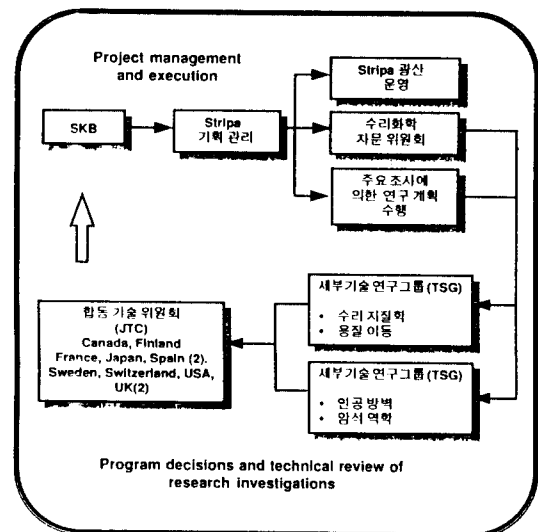 Project management
and execution
SKB
Stripa
기획 관리
Stripa 광산
운영
수리화학
자문 위원회
주요 조사에
의한 연구 계획
수행
합동 기술 위원회
(JTC)
Canada, Finland
France, Japan, Spain (2).
Sweden, Switzerland, USA,
UK(2)
세부기술연구그룹 (TSG)
• 수리 지질학
• 용질 이동
세부기술연구그룹 (TSG)
• 인공 방벽
• 암석 역학
Program decisions and technical review of
research investigations